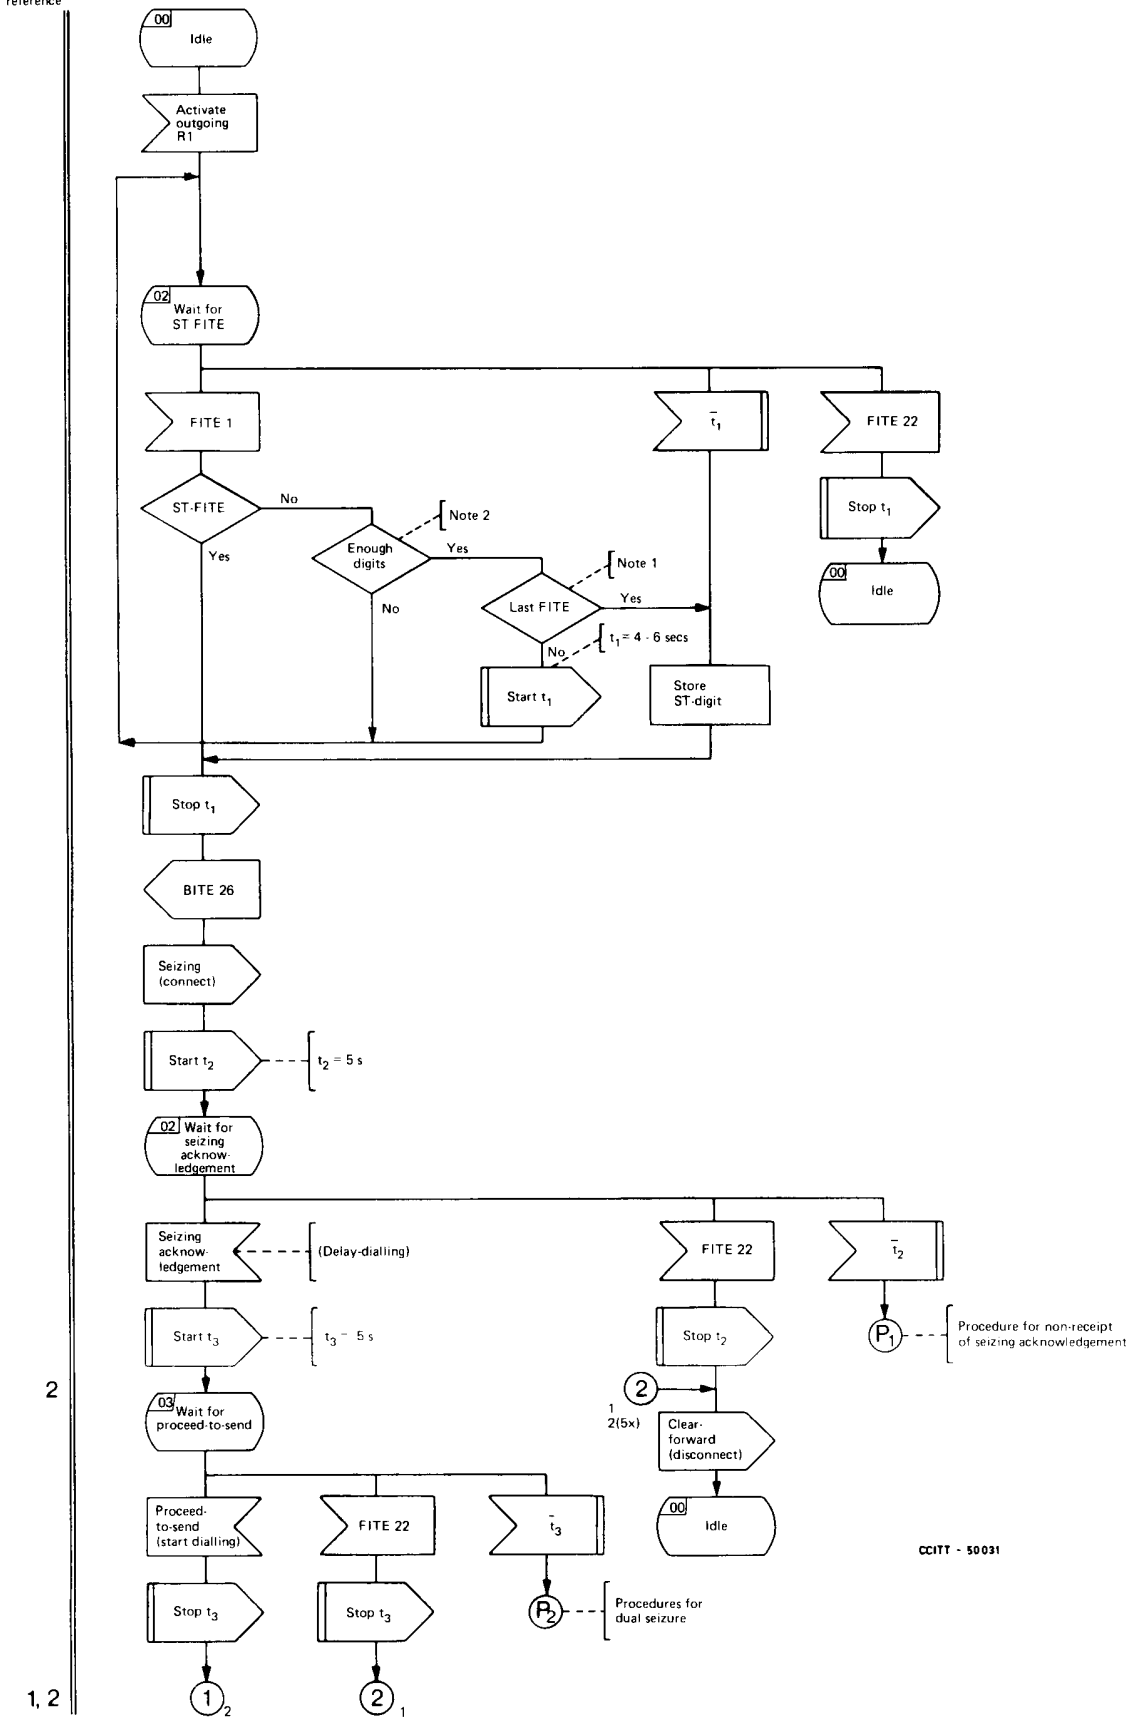 reference
00
Idle
Activate
outgoing
R1
02
Wait for
ST FITE
FITE 1
t̄1
FITE 22
ST-FITE
No
Yes
Note 2
Enough
digits
Yes
No
Note 1
Last FITE
Yes
No
t1 = 4 - 6 secs
Start t1
Stop t1
00
Idle
Store
ST-digit
Stop t1
BITE 26
Seizing
(connect)
Start t2
t2 = 5 s
02
Wait for
seizing
acknow-
ledgement
Seizing
acknow-
ledgement
(Delay-dialling)
FITE 22
t̄2
Start t3
t3 – 5 s
Stop t2
P1
Procedure for non-receipt
of seizing acknowledgement
2
03
Wait for
proceed-to-send
2
1
2(5x)
Clear-
forward
(disconnect)
Proceed-
to-send
(start dialling)
FITE 22
t̄3
00
Idle
CCITT - 50031
Stop t3
Stop t3
P2
Procedures for
dual seizure
1, 2
1 2
2 1